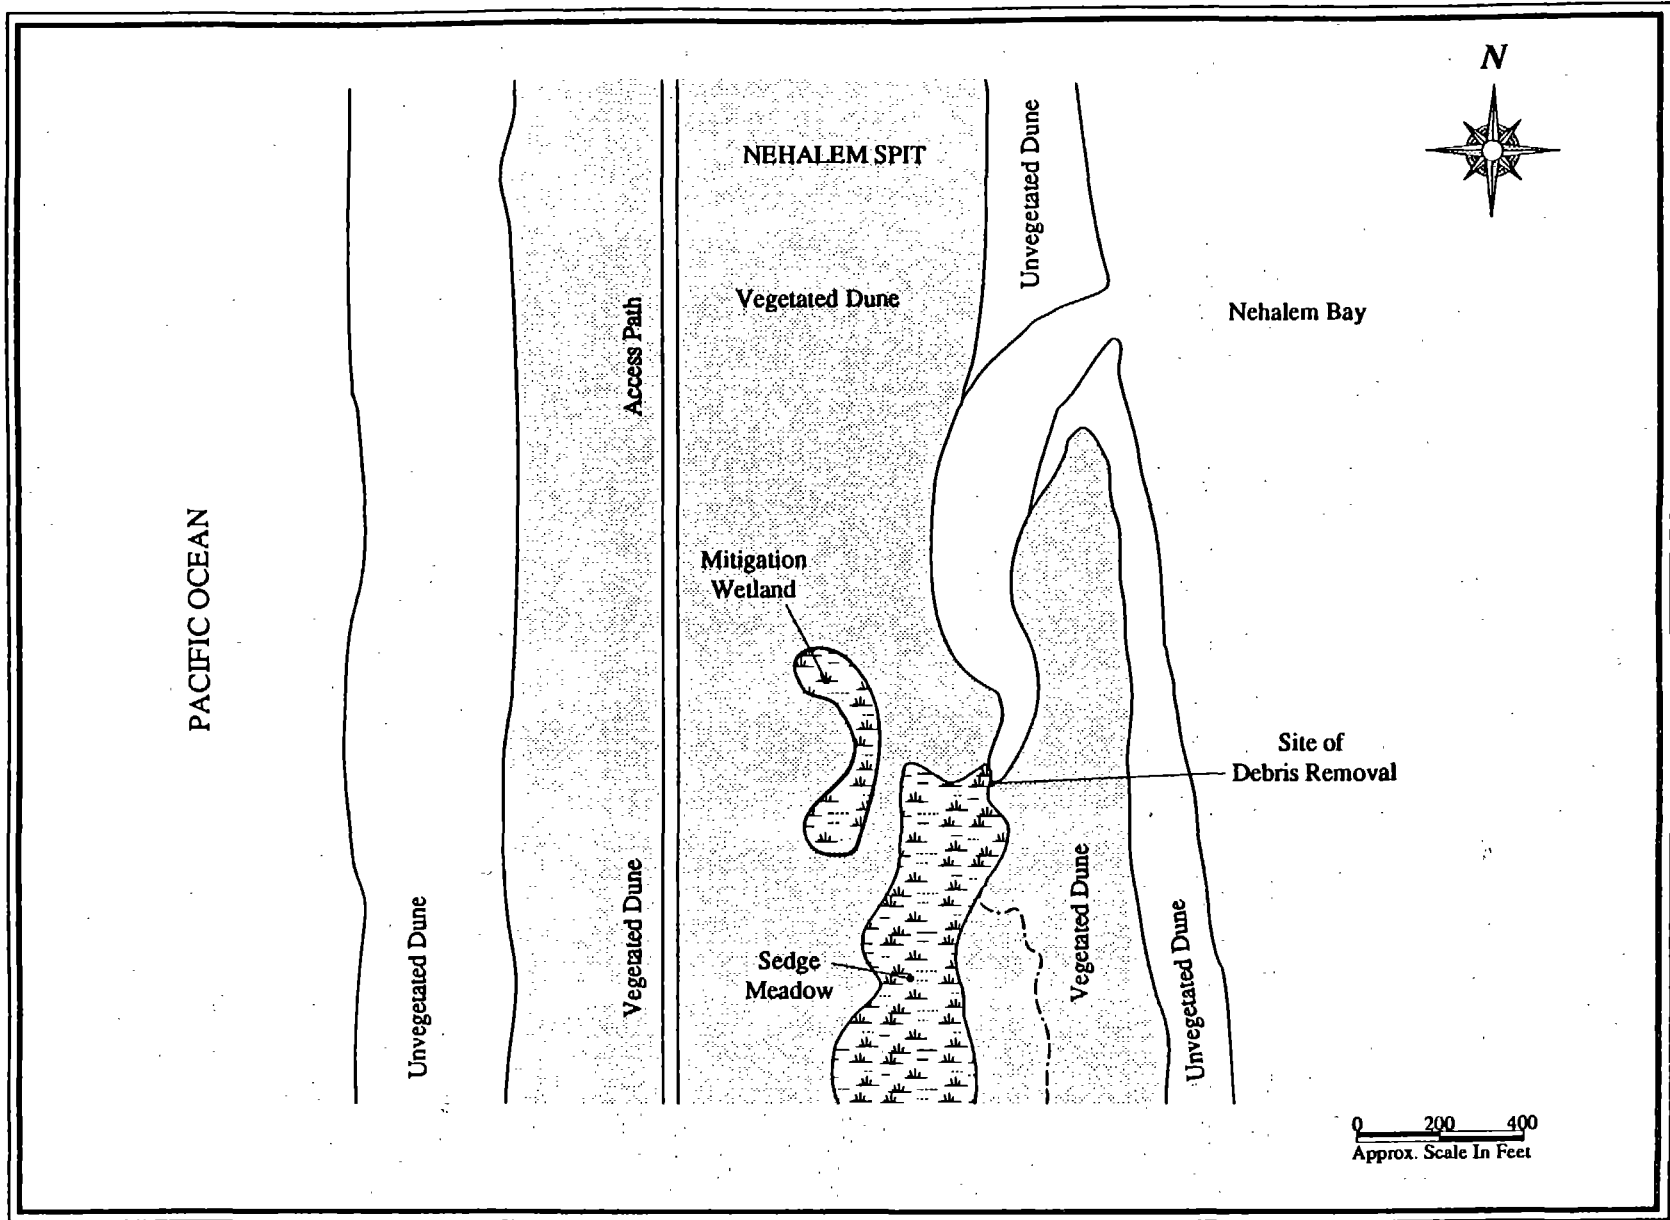 N
NEHALEM SPIT
Unvegetated Dune
Vegetated Dune
Nehalem Bay
Access Path
PACIFIC OCEAN
Mitigation
Wetland
Site of
Debris Removal
Unvegetated Dune
Vegetated Dune
Sedge
Meadow
Vegetated Dune
Unvegetated Dune
0 200 400
Approx. Scale In Feet